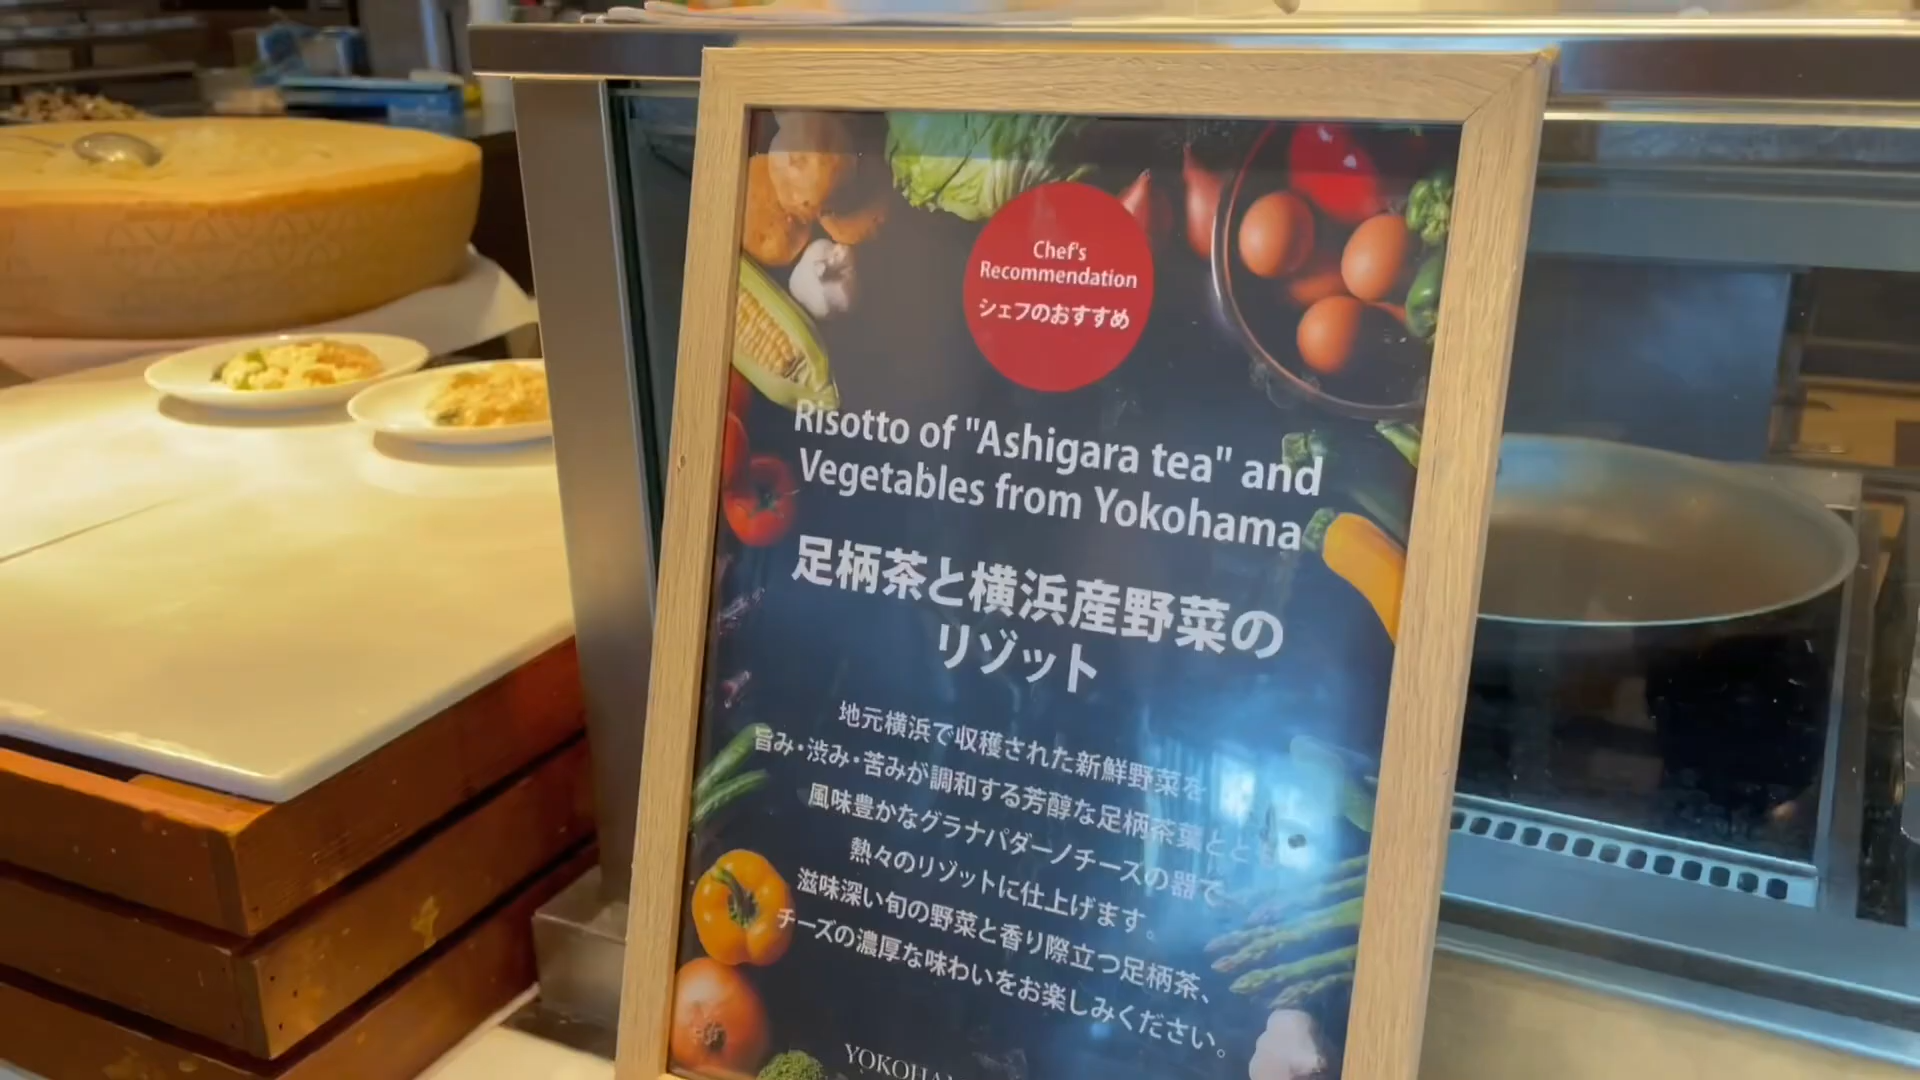 Chef's
Recommendation
シェフのおすすめ
Risotto of "Ashigara tea" and
Vegetables from Yokohama
足柄茶と横浜産野菜の
リゾット
地元横浜で収穫された新鮮野菜を
旨み・渋み・苦みが調和する芳醇な足柄茶葉とともに
風味豊かなグラナパダーノチーズの器で
熱々のリゾットに仕上げます。
滋味深い旬の野菜と香り際立つ足柄茶、
チーズの濃厚な味わいをお楽しみください。